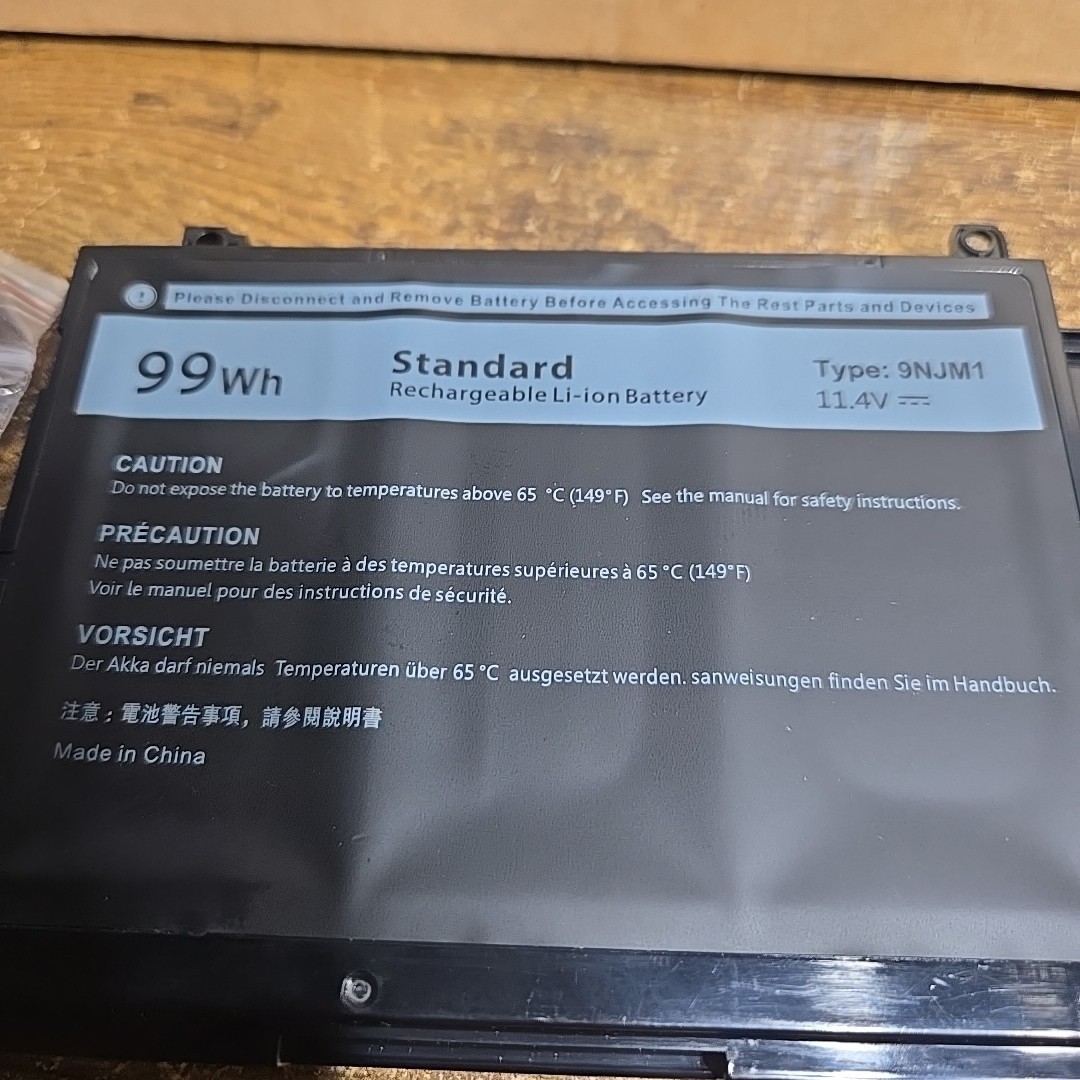 Please Disconnect and Remove Battery Before Accessing The Rest Parts and Devices
99Wh
Standard
Rechargeable Li-ion Battery
Type: 9NJM1
11.4V ⎓
CAUTION
Do not expose the battery to temperatures above 65 °C (149°F) See the manual for safety instructions.
PRÉCAUTION
Ne pas soumettre la batterie à des temperatures supérieures à 65 °C (149°F)
Voir le manuel pour des instructions de sécurité.
VORSICHT
Der Akka darf niemals Temperaturen über 65 °C ausgesetzt werden. sanweisungen finden Sie im Handbuch.
注意：電池警告事項，請參閱說明書
Made in China